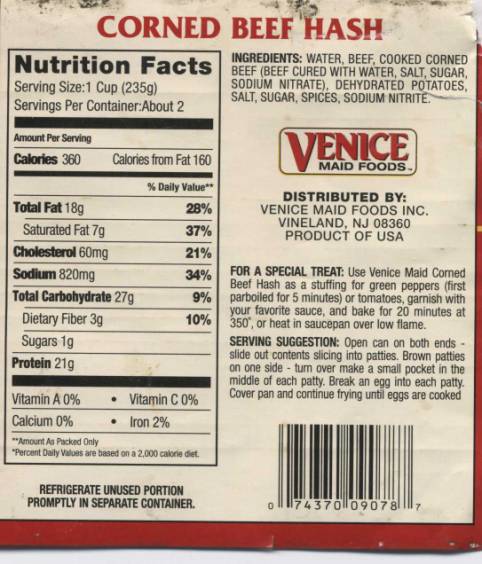 CORNED BEEF HASH
Nutrition Facts
Serving Size:1 Cup (235g)
Servings Per Container:About 2
Amount Per Serving
Calories 360 Calories from Fat 160
% Daily Value**
Total Fat 18g 28%
Saturated Fat 7g 37%
Cholesterol 60mg 21%
Sodium 820mg 34%
Total Carbohydrate 27g 9%
Dietary Fiber 3g 10%
Sugars 1g
Protein 21g
Vitamin A 0% • Vitamin C 0%
Calcium 0% • Iron 2%
**Amount As Packed Only
*Percent Daily Values are based on a 2,000 calorie diet.
REFRIGERATE UNUSED PORTION
PROMPTLY IN SEPARATE CONTAINER.
INGREDIENTS: WATER, BEEF, COOKED CORNED
BEEF (BEEF CURED WITH WATER, SALT, SUGAR,
SODIUM NITRATE), DEHYDRATED POTATOES,
SALT, SUGAR, SPICES, SODIUM NITRITE.
VENICE
MAID FOODS™
DISTRIBUTED BY:
VENICE MAID FOODS INC.
VINELAND, NJ 08360
PRODUCT OF USA
FOR A SPECIAL TREAT: Use Venice Maid Corned
Beef Hash as a stuffing for green peppers (first
parboiled for 5 minutes) or tomatoes, garnish with
your favorite sauce, and bake for 20 minutes at
350°, or heat in saucepan over low flame.
SERVING SUGGESTION: Open can on both ends -
slide out contents slicing into patties. Brown patties
on one side - turn over make a small pocket in the
middle of each patty. Break an egg into each patty.
Cover pan and continue frying until eggs are cooked
0 74370 09078 7